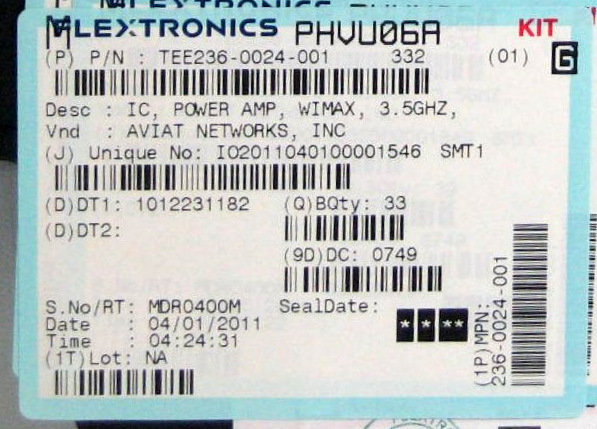 FLEXTRONICS PHVU06A KIT
(P) P/N : TEE236-0024-001 332 (01) G
Desc : IC, POWER AMP, WIMAX, 3.5GHZ,
Vnd : AVIAT NETWORKS, INC
(J) Unique No: IO2011040100001546 SMT1
(D)DT1: 1012231182 (Q)BQty: 33
(D)DT2:
(9D)DC: 0749
S.No/RT: MDR0400M SealDate:
Date : 04/01/2011 * * **
Time : 04:24:31
(1T)Lot: NA
(1P)MPN:
236-0024-001